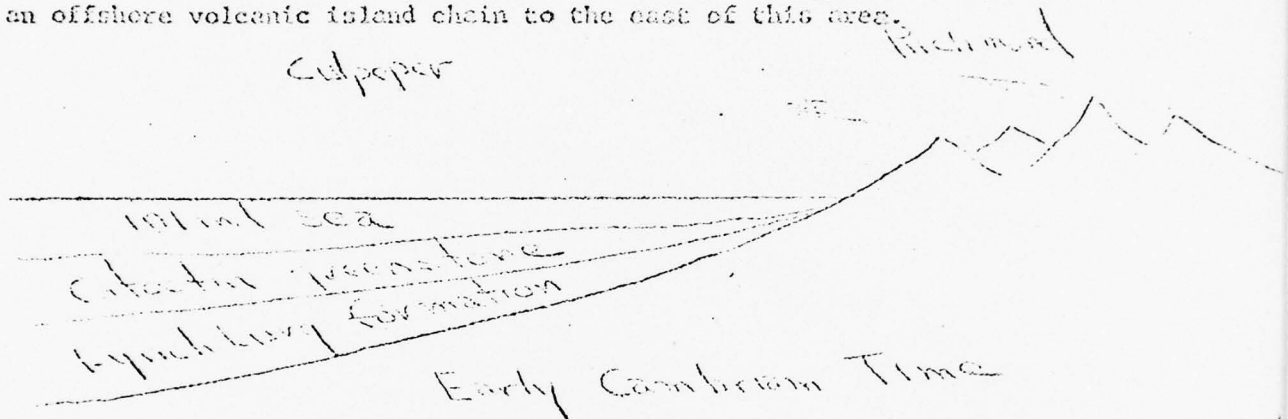 an offshore volcanic island chain to the east of this area.
Richmond
Culpeper
inland sea
Catoctin greenstone
Lynchburg formation
Early Cambrian Time